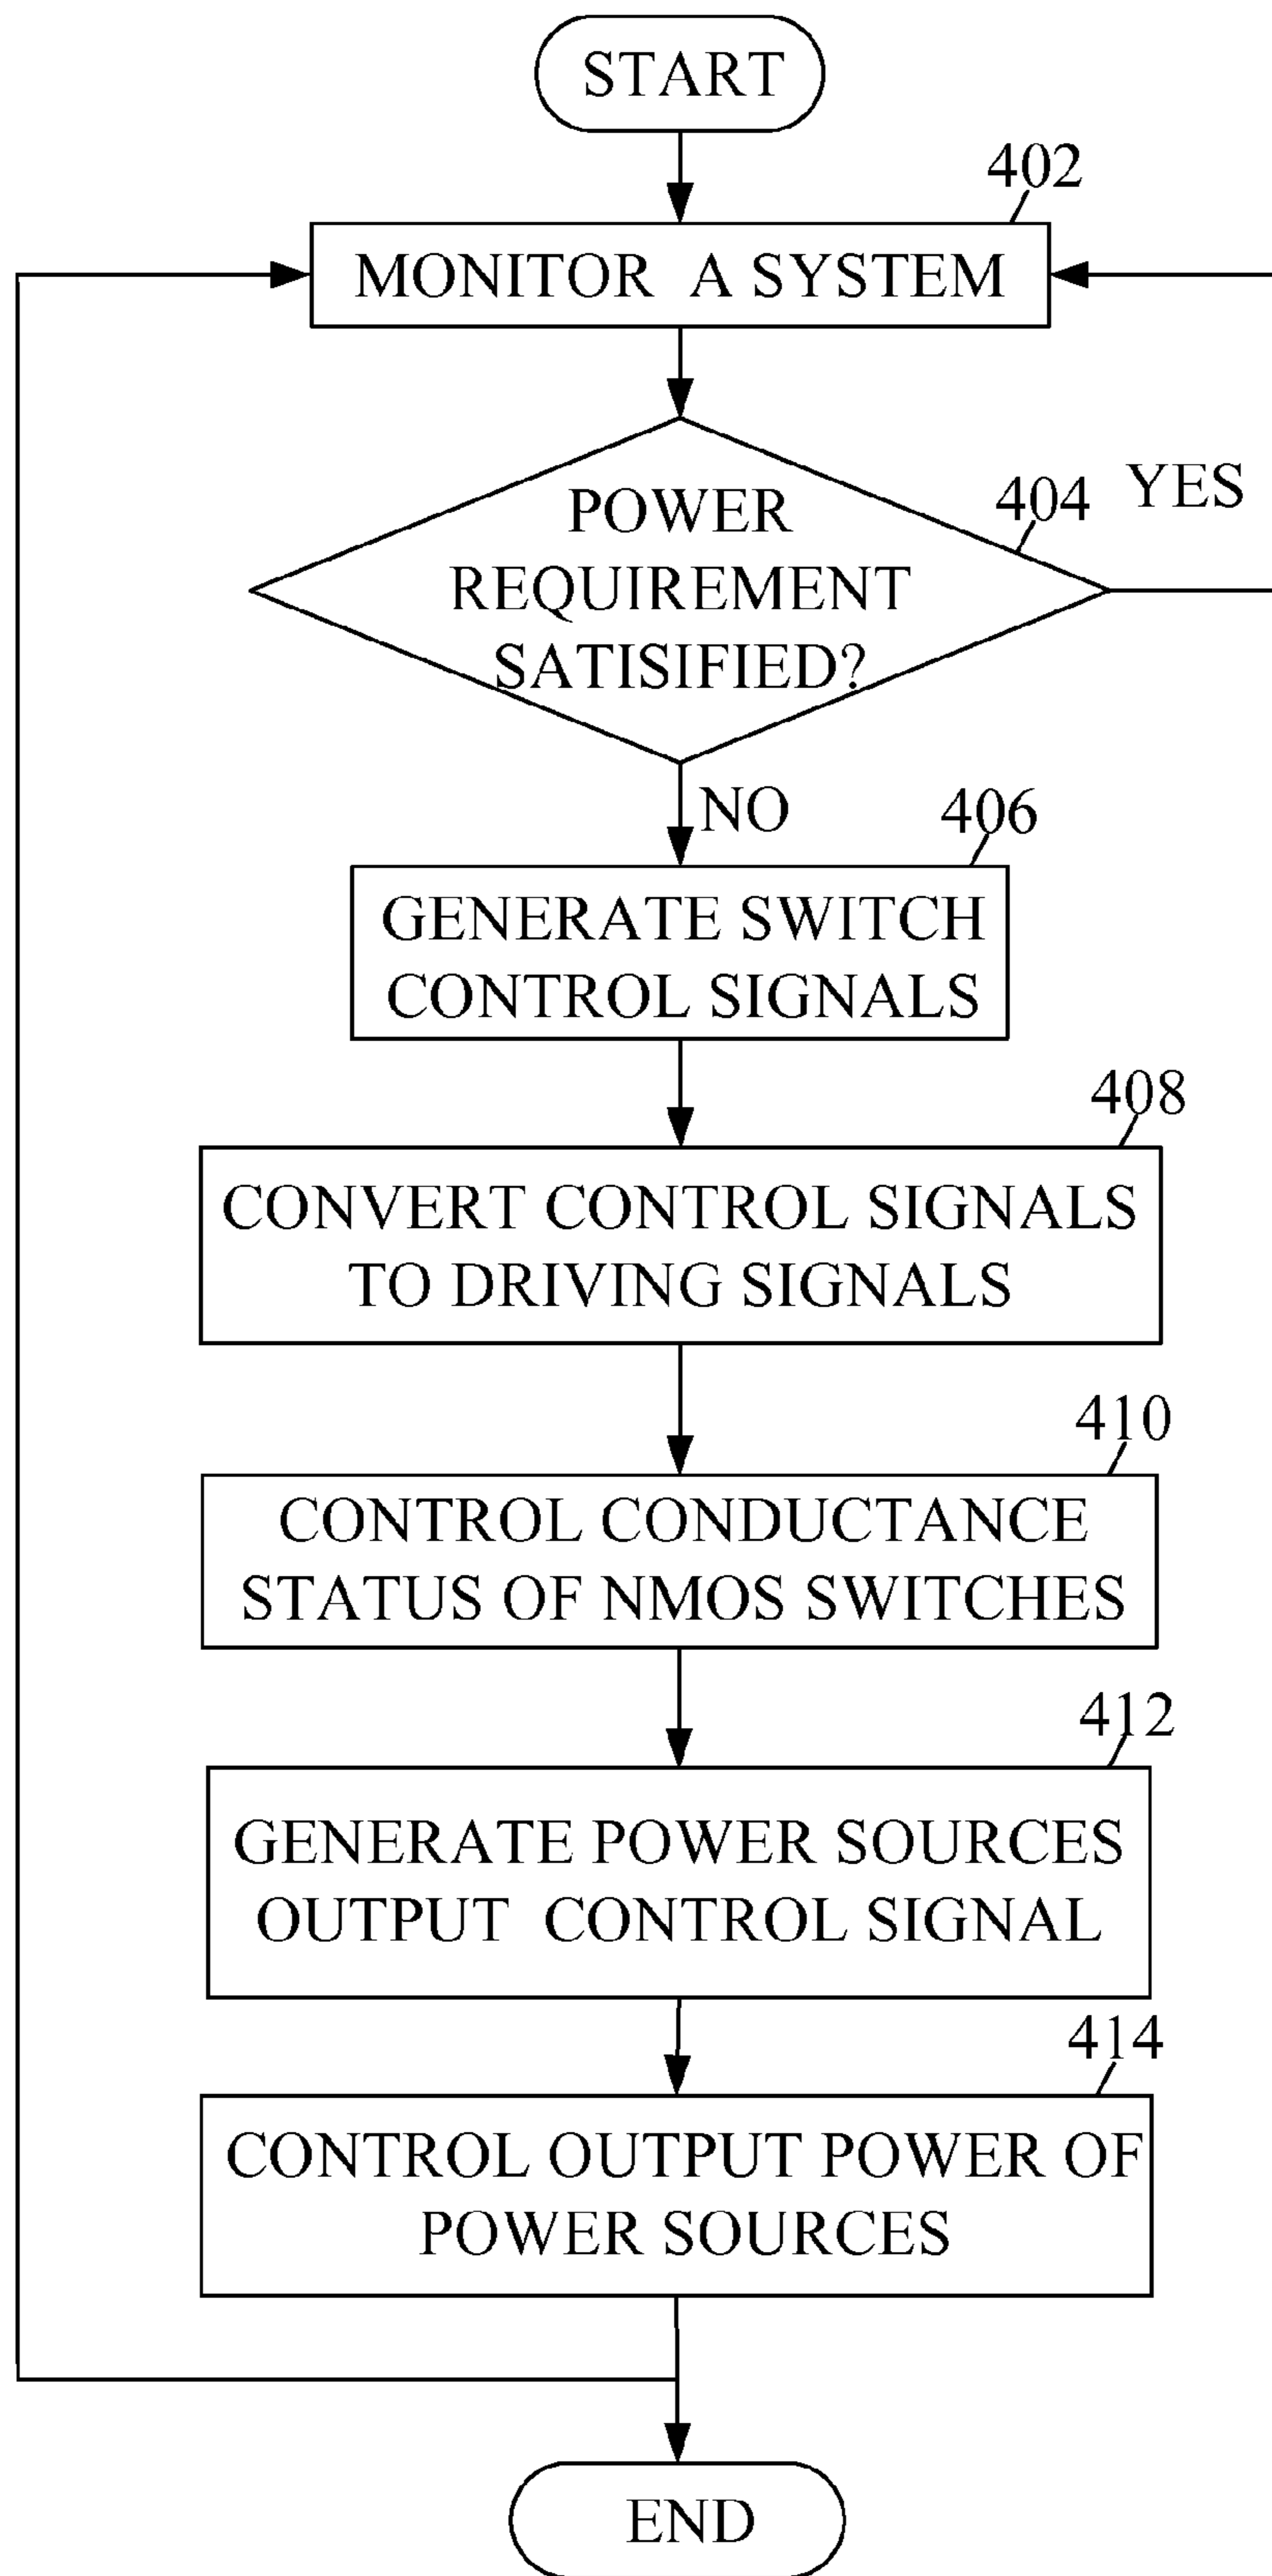 START
402
MONITOR A SYSTEM
404
YES
POWER
REQUIREMENT
SATISIFIED?
NO
406
GENERATE SWITCH
CONTROL SIGNALS
408
CONVERT CONTROL SIGNALS
TO DRIVING SIGNALS
410
CONTROL CONDUCTANCE
STATUS OF NMOS SWITCHES
412
GENERATE POWER SOURCES
OUTPUT CONTROL SIGNAL
414
CONTROL OUTPUT POWER OF
POWER SOURCES
END